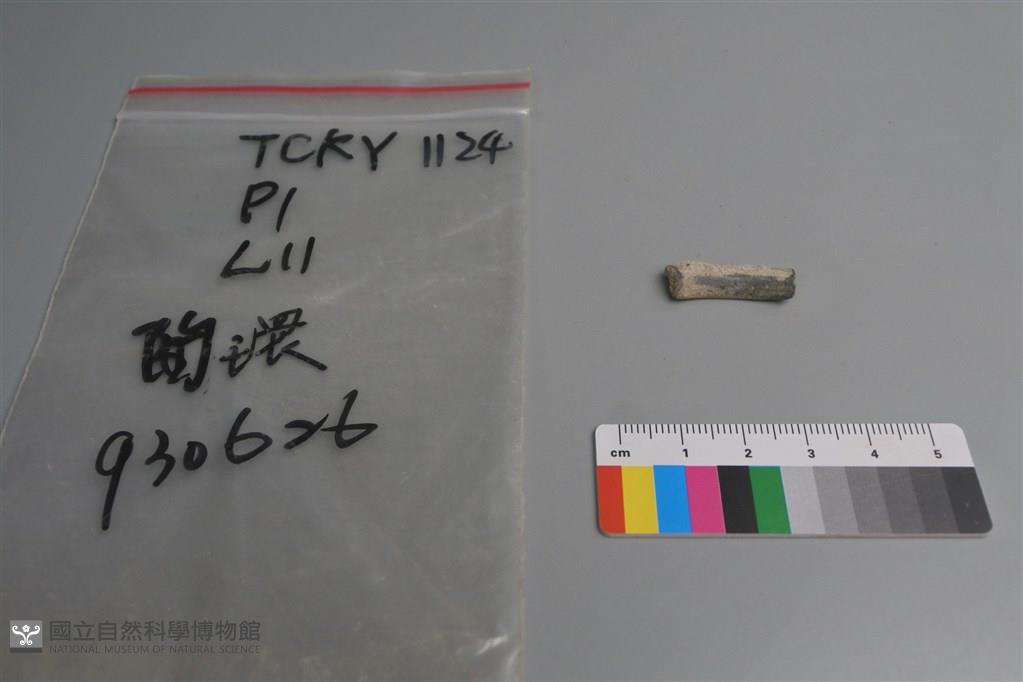 TCKY 1124
P1
L11
陶環
930626
cm 1 2 3 4 5
國立自然科學博物館
NATIONAL MUSEUM OF NATURAL SCIENCE